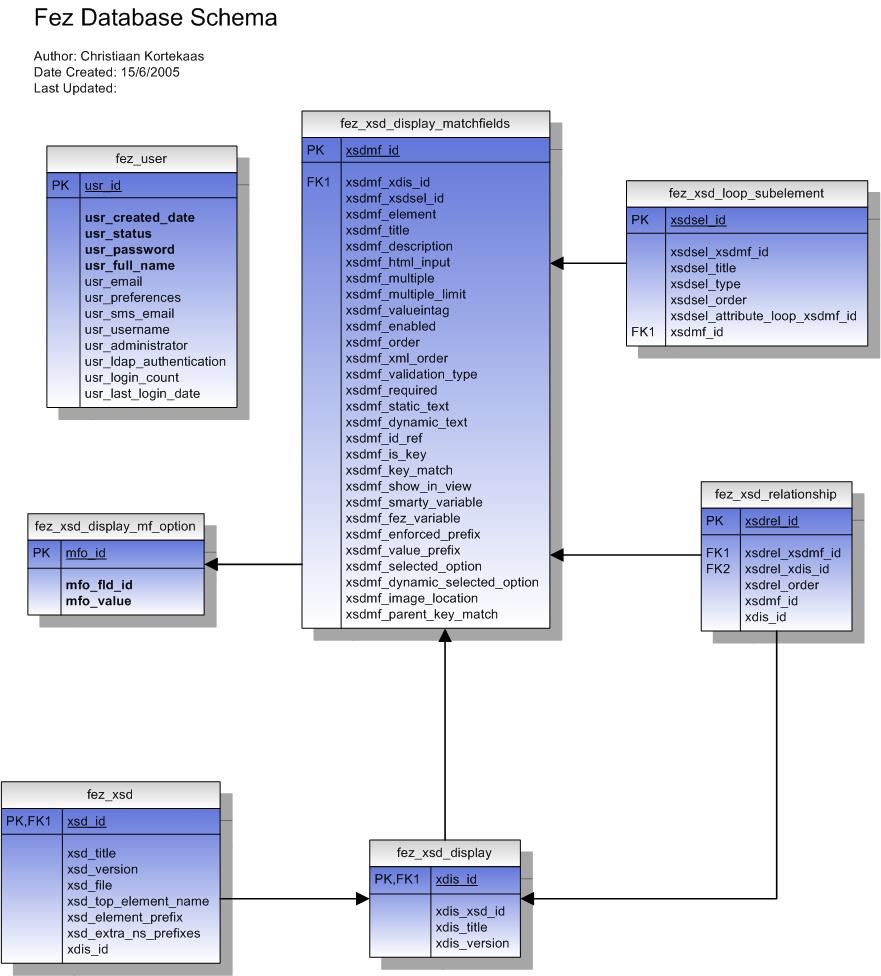 Fez Database Schema
Author: Christiaan Kortekaas
Date Created: 15/6/2005
Last Updated:
fez_user
PK usr_id
usr_created_date
usr_status
usr_password
usr_full_name
usr_email
usr_preferences
usr_sms_email
usr_username
usr_administrator
usr_ldap_authentication
usr_login_count
usr_last_login_date
fez_xsd_display_matchfields
PK xsdmf_id
FK1 xsdmf_xdis_id
xsdmf_xsdsel_id
xsdmf_element
xsdmf_title
xsdmf_description
xsdmf_html_input
xsdmf_multiple
xsdmf_multiple_limit
xsdmf_valueintag
xsdmf_enabled
xsdmf_order
xsdmf_xml_order
xsdmf_validation_type
xsdmf_required
xsdmf_static_text
xsdmf_dynamic_text
xsdmf_id_ref
xsdmf_is_key
xsdmf_key_match
xsdmf_show_in_view
xsdmf_smarty_variable
xsdmf_fez_variable
xsdmf_enforced_prefix
xsdmf_value_prefix
xsdmf_selected_option
xsdmf_dynamic_selected_option
xsdmf_image_location
xsdmf_parent_key_match
fez_xsd_loop_subelement
PK xsdsel_id
xsdsel_xsdmf_id
xsdsel_title
xsdsel_type
xsdsel_order
xsdsel_attribute_loop_xsdmf_id
FK1 xsdmf_id
fez_xsd_display_mf_option
PK mfo_id
mfo_fld_id
mfo_value
fez_xsd_relationship
PK xsdrel_id
FK1 xsdrel_xsdmf_id
FK2 xsdrel_xdis_id
xsdrel_order
xsdmf_id
xdis_id
fez_xsd
PK,FK1 xsd_id
xsd_title
xsd_version
xsd_file
xsd_top_element_name
xsd_element_prefix
xsd_extra_ns_prefixes
xdis_id
fez_xsd_display
PK,FK1 xdis_id
xdis_xsd_id
xdis_title
xdis_version